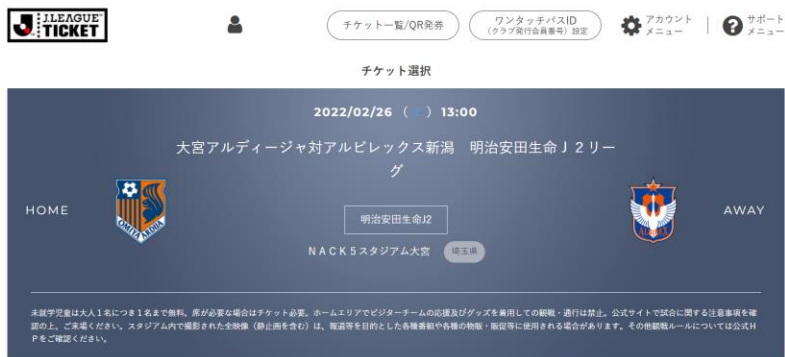 J.LEAGUE
TICKET
チケット一覧/QR発券
ワンタッチパスID
(クラブ発行会員番号) 設定
アカウント
メニュー
サポート
メニュー
チケット選択
2022/02/26 ( ) 13:00
大宮アルディージャ対アルビレックス新潟 明治安田生命J2リー
グ
HOME
OMIYA ARDIJA
ALBIREX
AWAY
明治安田生命J2
NACK5スタジアム大宮 埼玉県
未就学児童は大人1名につき1名まで無料。席が必要な場合はチケット必要。ホームエリアでビジターチームの応援及びグッズを着用しての観戦・通行は禁止。公式サイトで試合に関する注意事項を確
認の上、ご来場ください。スタジアム内で撮影された全映像（静止画を含む）は、報道等を目的とした各種番組や各種の物販・販促等に使用される場合があります。その他観戦ルールについては公式H
Pをご確認ください。